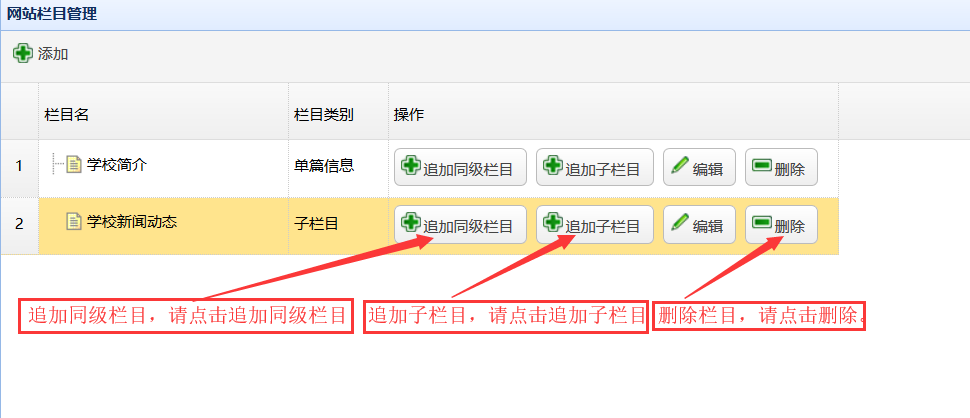 网站栏目管理
添加
栏目名 栏目类别 操作
1 学校简介 单篇信息 追加同级栏目 追加子栏目 编辑 删除
2 学校新闻动态 子栏目 追加同级栏目 追加子栏目 编辑 删除
追加同级栏目，请点击追加同级栏目 追加子栏目，请点击追加子栏目 删除栏目，请点击删除。